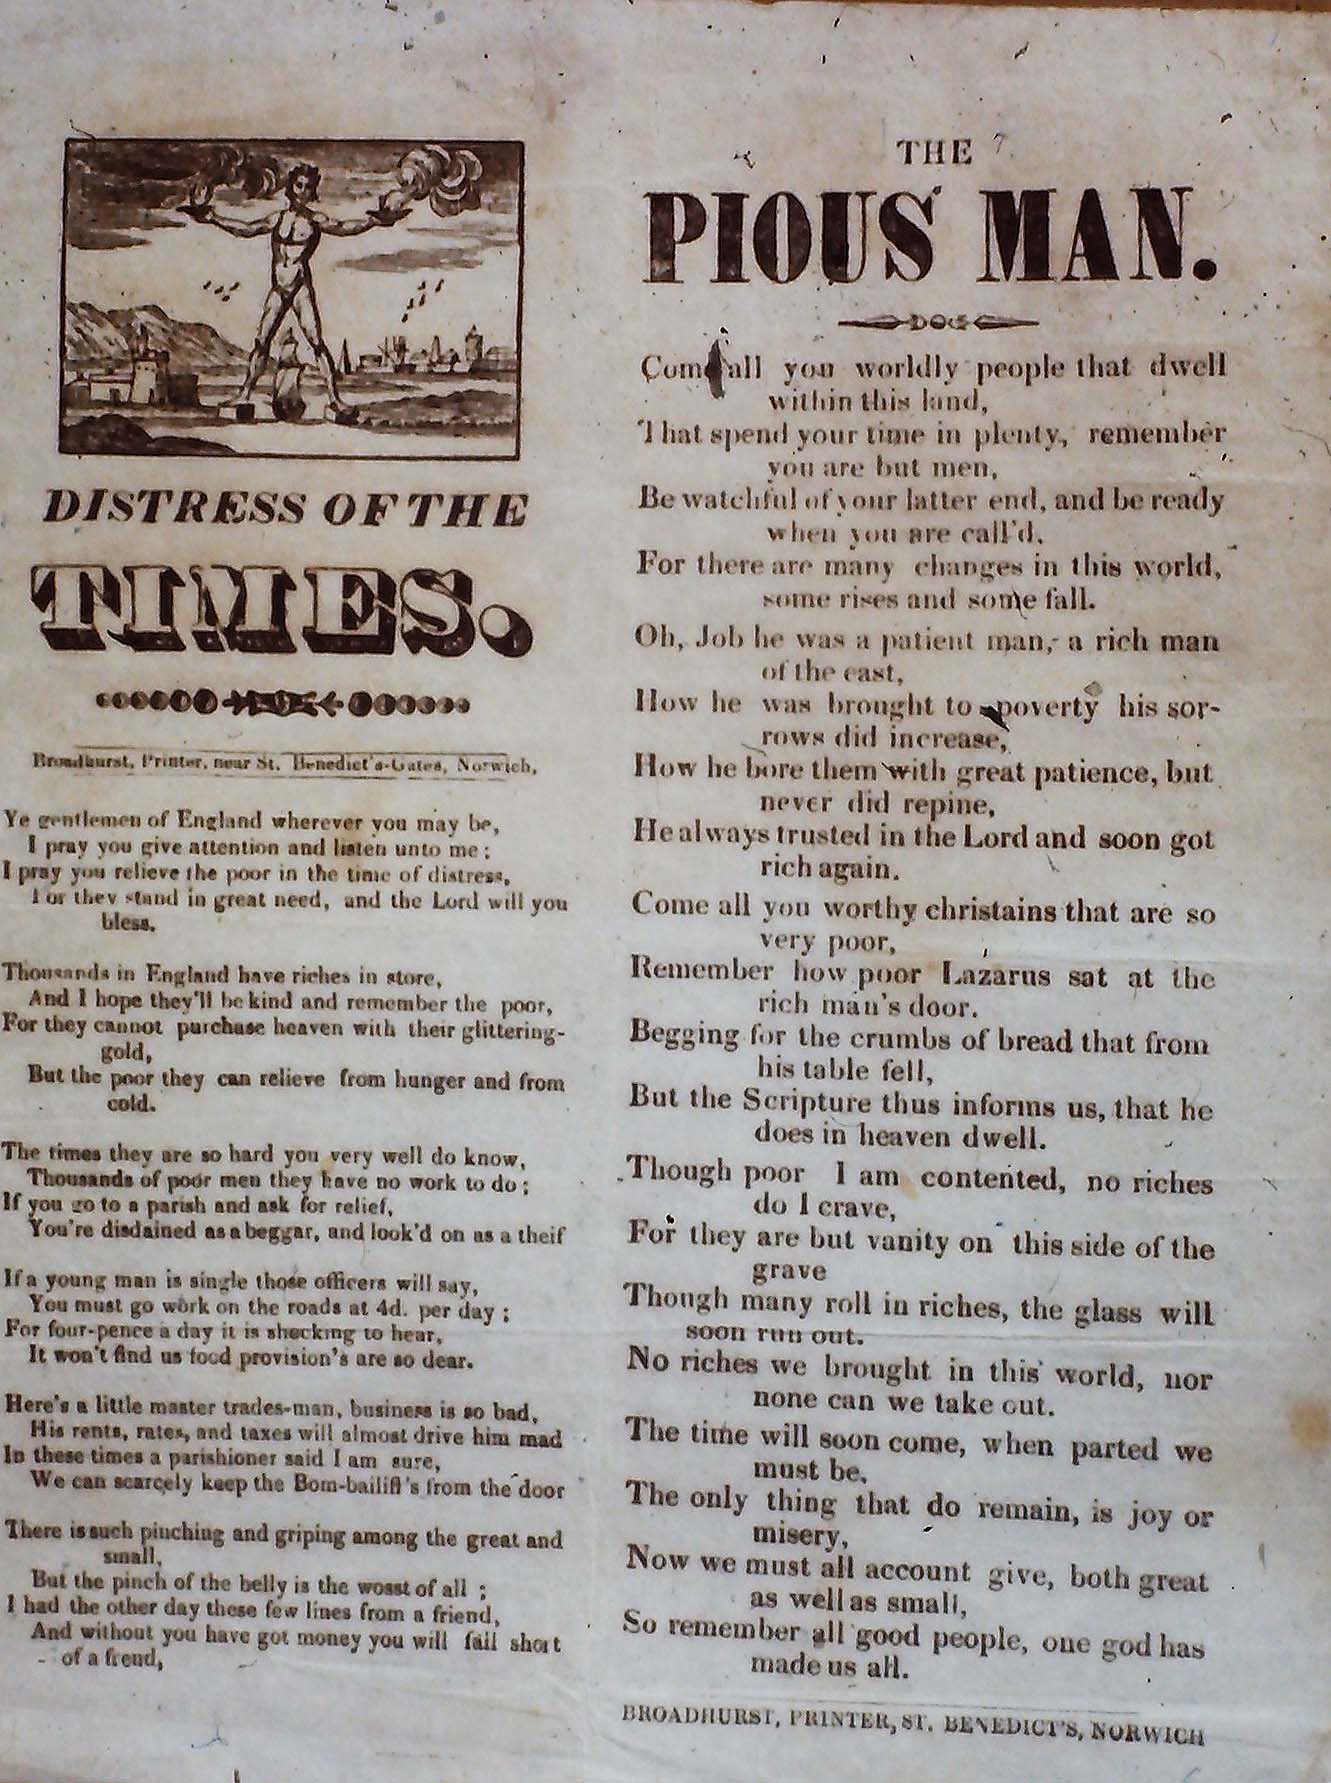 DISTRESS OF THE
TIMES.
Broadhurst, Printer, near St. Benedict's-Gates, Norwich,
Ye gentlemen of England wherever you may be,
I pray you give attention and listen unto me;
I pray you relieve the poor in the time of distress,
For they stand in great need, and the Lord will you
bless.
Thousands in England have riches in store,
And I hope they'll be kind and remember the poor,
For they cannot purchase heaven with their glittering-
gold,
But the poor they can relieve from hunger and from
cold.
The times they are so hard you very well do know,
Thousands of poor men they have no work to do;
If you go to a parish and ask for relief,
You're disdained as a beggar, and look'd on as a theif
If a young man is single those officers will say,
You must go work on the roads at 4d. per day;
For four-pence a day it is shocking to hear,
It won't find us food provision's are so dear.
Here's a little master trades-man, business is so bad,
His rents, rates, and taxes will almost drive him mad
In these times a parishioner said I am sure,
We can scarcely keep the Bom-bailiff's from the door
There is such pinching and griping among the great and
small,
But the pinch of the belly is the wosst of all;
I had the other day these few lines from a friend,
And without you have got money you will fall short
of a freud,
THE
PIOUS MAN.
Come all you worldly people that dwell
within this land,
That spend your time in plenty, remember
you are but men,
Be watchful of your latter end, and be ready
when you are call'd,
For there are many changes in this world,
some rises and some fall.
Oh, Job he was a patient man, a rich man
of the east,
How he was brought to poverty his sor-
rows did increase,
How he bore them with great patience, but
never did repine,
He always trusted in the Lord and soon got
rich again.
Come all you worthy christains that are so
very poor,
Remember how poor Lazarus sat at the
rich man's door.
Begging for the crumbs of bread that from
his table fell,
But the Scripture thus informs us, that he
does in heaven dwell.
Though poor I am contented, no riches
do I crave,
For they are but vanity on this side of the
grave
Though many roll in riches, the glass will
soon run out.
No riches we brought in this world, nor
none can we take out.
The time will soon come, when parted we
must be,
The only thing that do remain, is joy or
misery,
Now we must all account give, both great
as well as small,
So remember all good people, one god has
made us all.
BROADHURST, PRINTER, ST. BENEDICT'S, NORWICH